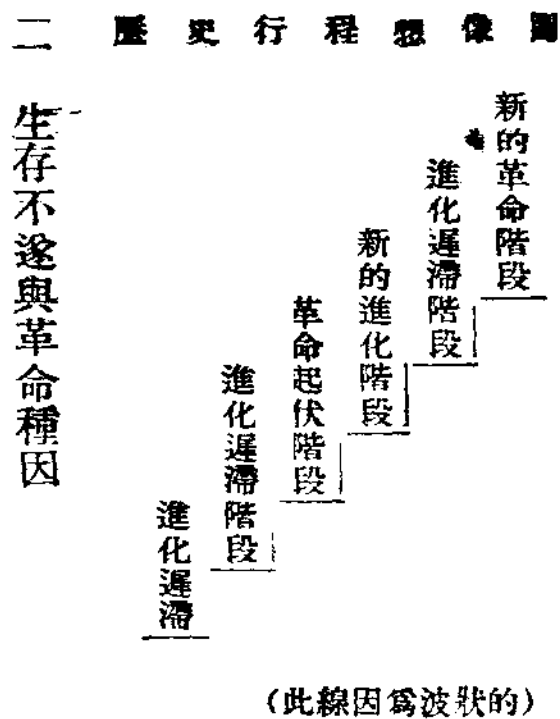 歷史行程想像圖
新的革命階段
進化遲滯階段
新的進化階段
革命起伏階段
進化遲滯階段
進化遲滯
(此線因爲波狀的)
二 生存不遂與革命種因